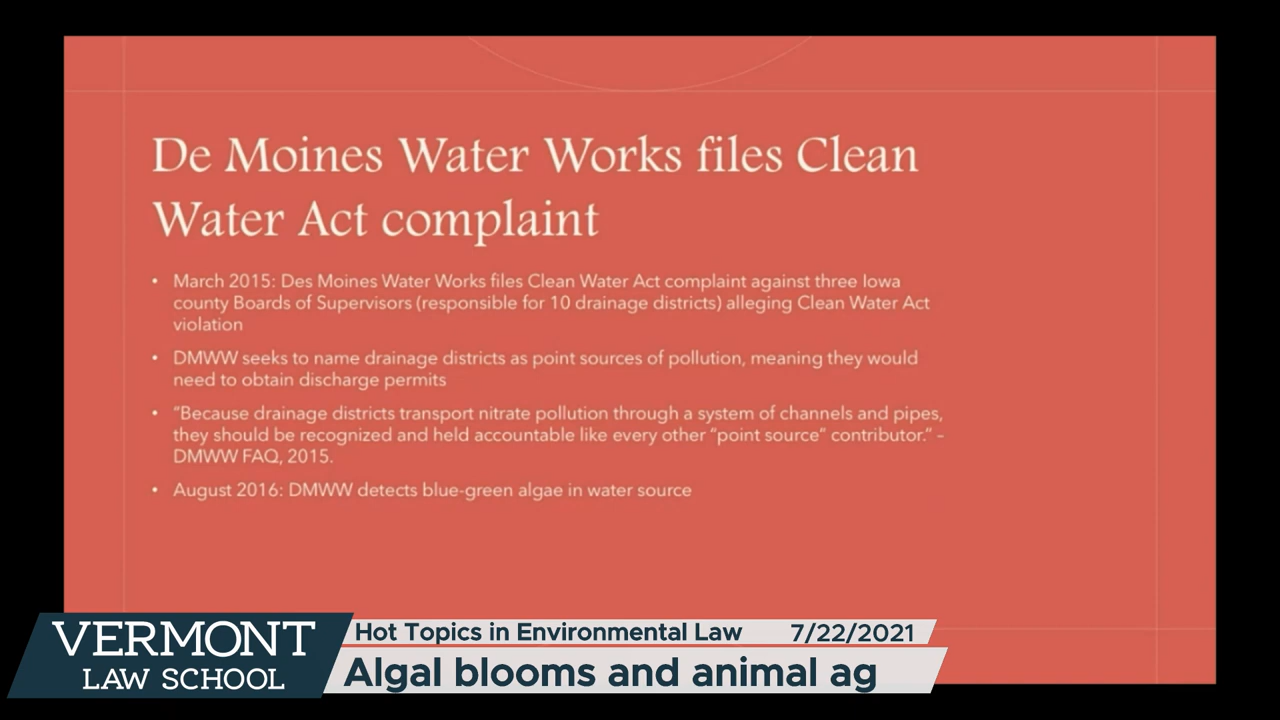 De Moines Water Works files Clean
Water Act complaint
• March 2015: Des Moines Water Works files Clean Water Act complaint against three Iowa
county Boards of Supervisors (responsible for 10 drainage districts) alleging Clean Water Act
violation
• DMWW seeks to name drainage districts as point sources of pollution, meaning they would
need to obtain discharge permits
• “Because drainage districts transport nitrate pollution through a system of channels and pipes,
they should be recognized and held accountable like every other “point source” contributor.” –
DMWW FAQ, 2015.
• August 2016: DMWW detects blue-green algae in water source
VERMONT
LAW SCHOOL
Hot Topics in Environmental Law 7/22/2021
Algal blooms and animal ag